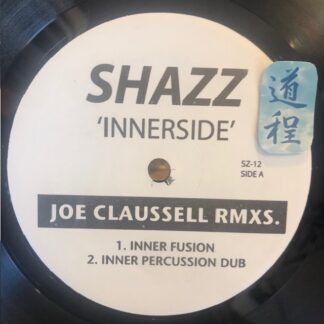 SHAZZ
'INNERSIDE'
道
程
SZ-12
SIDE A
JOE CLAUSSELL RMXS.
1. INNER FUSION
2. INNER PERCUSSION DUB